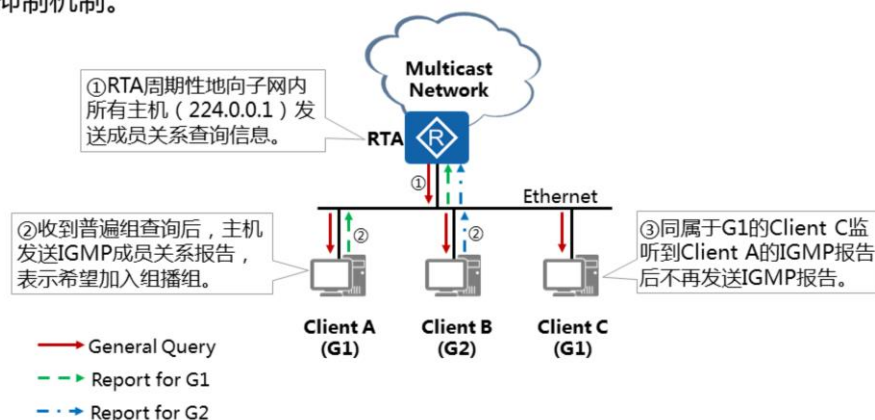 抑制机制。
Multicast
Network
①RTA周期性地向子网内
所有主机（224.0.0.1）发
送成员关系查询信息。
RTA
R
①
Ethernet
②收到普遍组查询后，主机
发送IGMP成员关系报告，
表示希望加入组播组。
②
②
③同属于G1的Client C监
听到Client A的IGMP报告
后不再发送IGMP报告。
Client A
(G1)
Client B
(G2)
Client C
(G1)
General Query
Report for G1
Report for G2